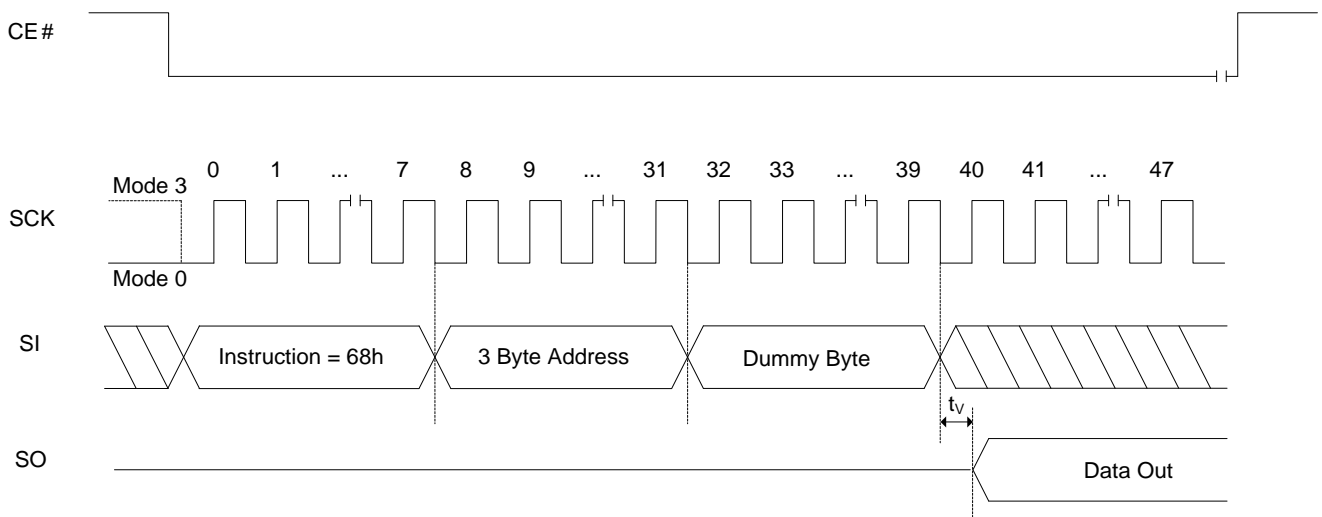 CE#
0 1 ... 7 8 9 ... 31 32 33 ... 39 40 41 ... 47
Mode 3
SCK
Mode 0
SI
Instruction = 68h
3 Byte Address
Dummy Byte
tV
SO
Data Out